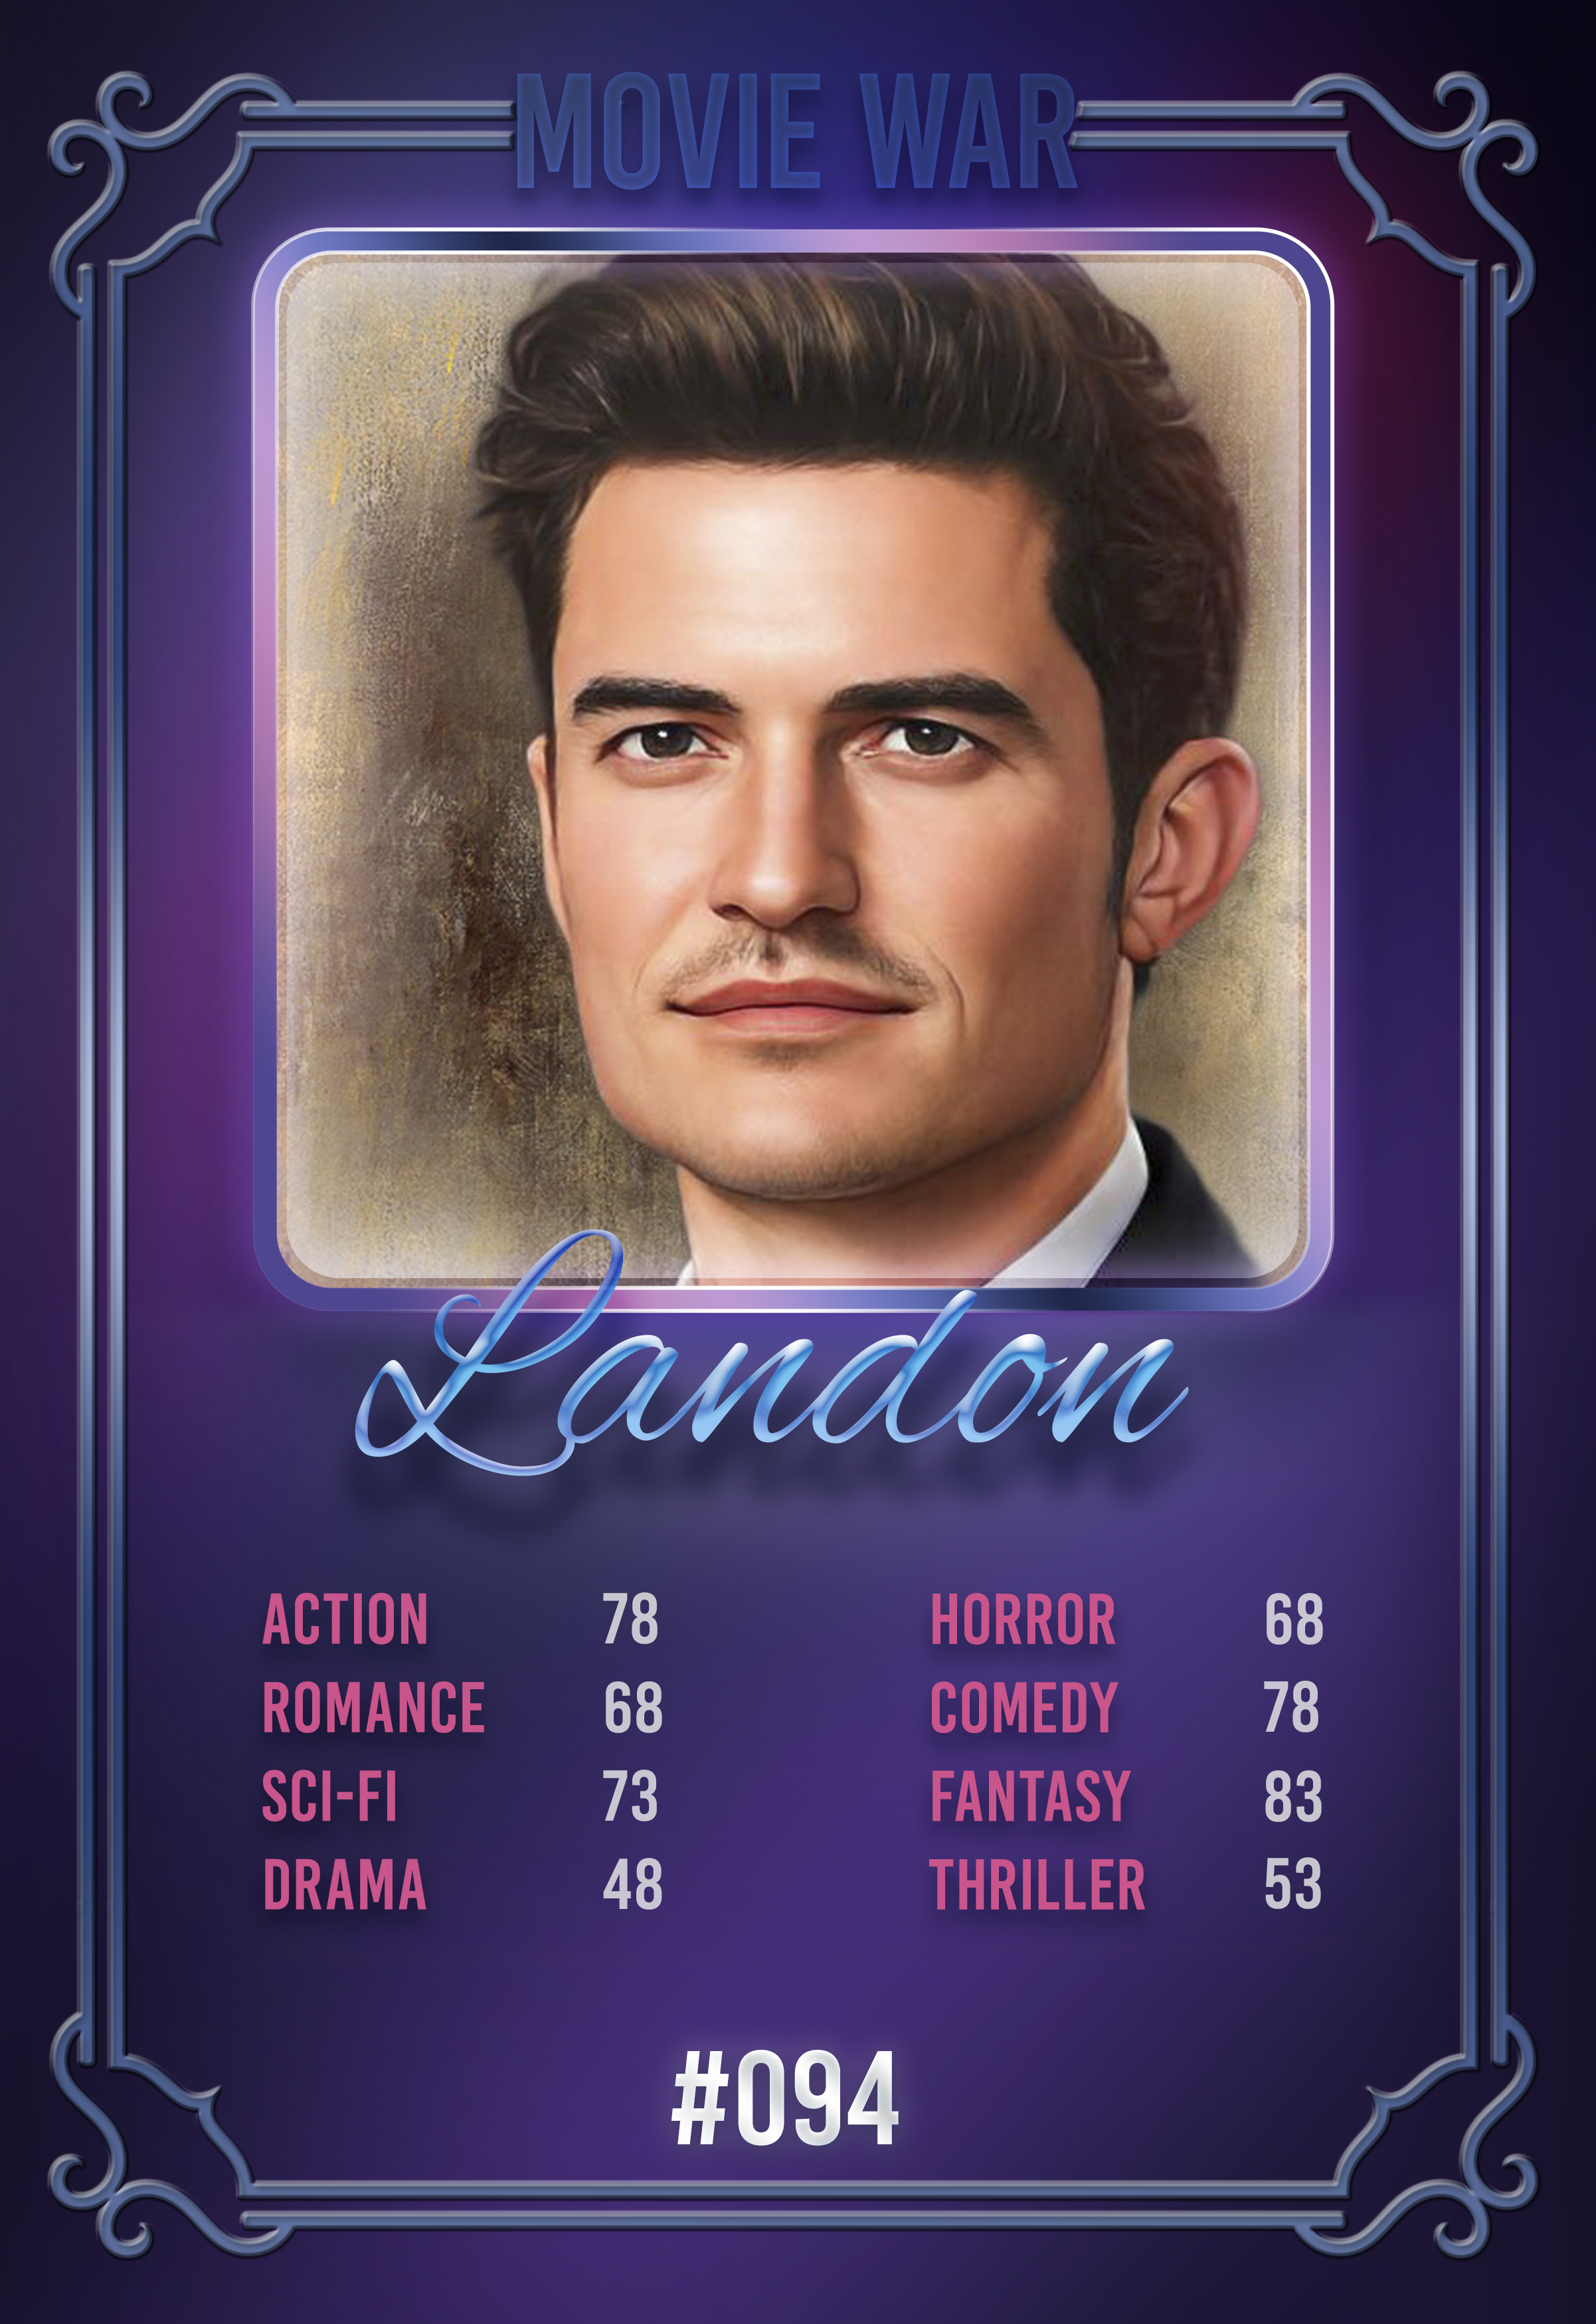 MOVIE WAR
Landon
ACTION 78 HORROR 68
ROMANCE 68 COMEDY 78
SCI-FI 73 FANTASY 83
DRAMA 48 THRILLER 53
#094